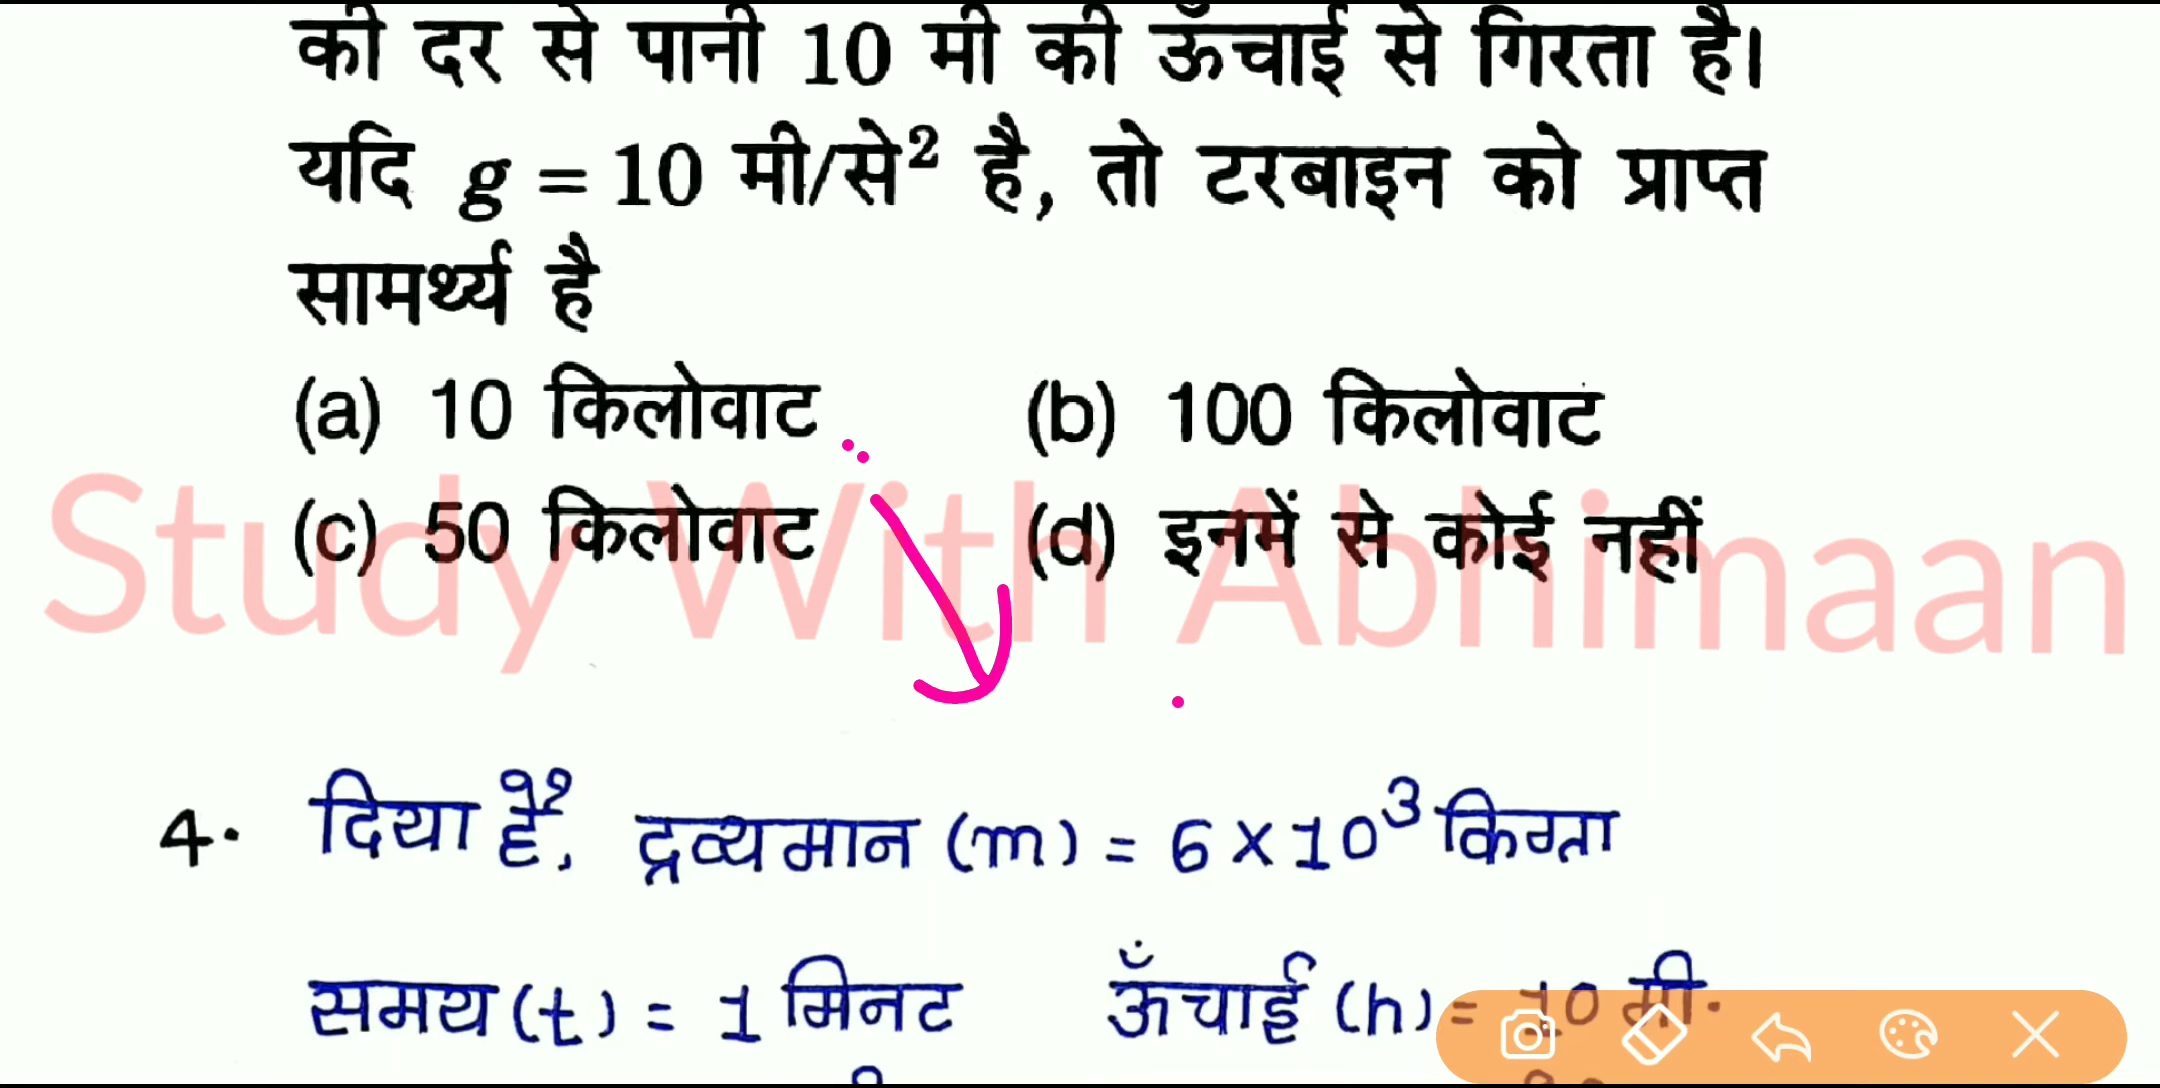 की दर से पानी 10 मी की ऊँचाई से गिरता है।
यदि g = 10 मी/से² है, तो टरबाइन को प्राप्त
सामर्थ्य है
(a) 10 किलोवाट (b) 100 किलोवाट
(c) 50 किलोवाट (d) इनमें से कोई नहीं
Study With Abhimaan
4. दिया है, द्रव्यमान (m) = 6 × 10³ किग्रा
समय (t) = 1 मिनट ऊँचाई (h) = 10 मी.